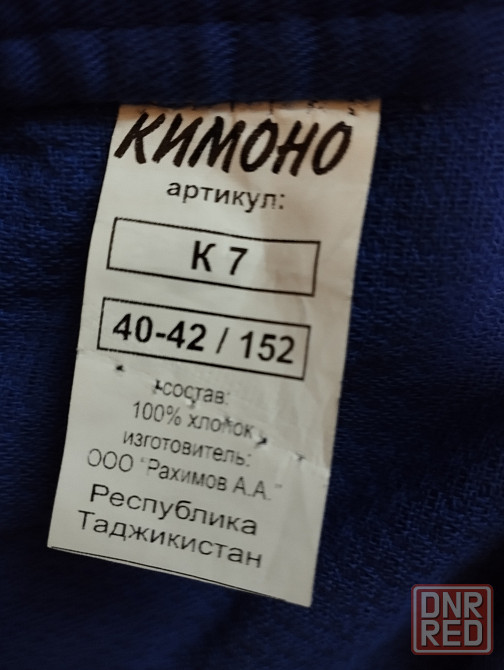 КИМОНО
артикул:
К 7
40-42 / 152
состав:
100% хлопок
изготовитель:
ООО "Рахимов А.А."
Республика
Таджикистан
DNR
RED